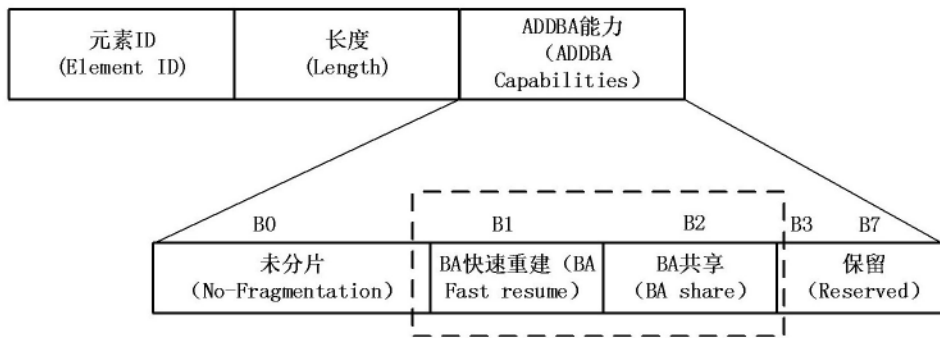 元素ID
(Element ID)
长度
(Length)
ADDBA能力
（ADDBA
Capabilities）
B0
B1
B2
B3
B7
未分片
（No-Fragmentation）
BA快速重建（BA
Fast resume）
BA共享
（BA share）
保留
（Reserved）